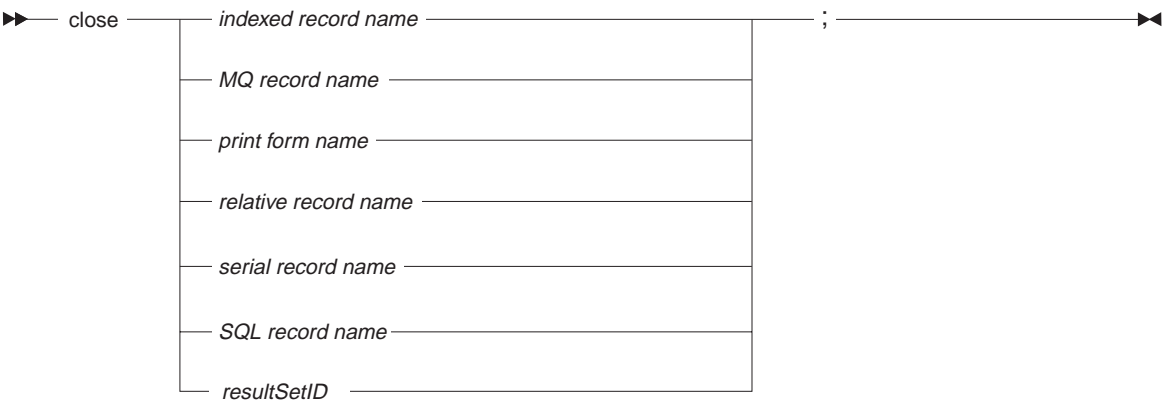 close indexed record name ;
MQ record name
print form name
relative record name
serial record name
SQL record name
resultSetID